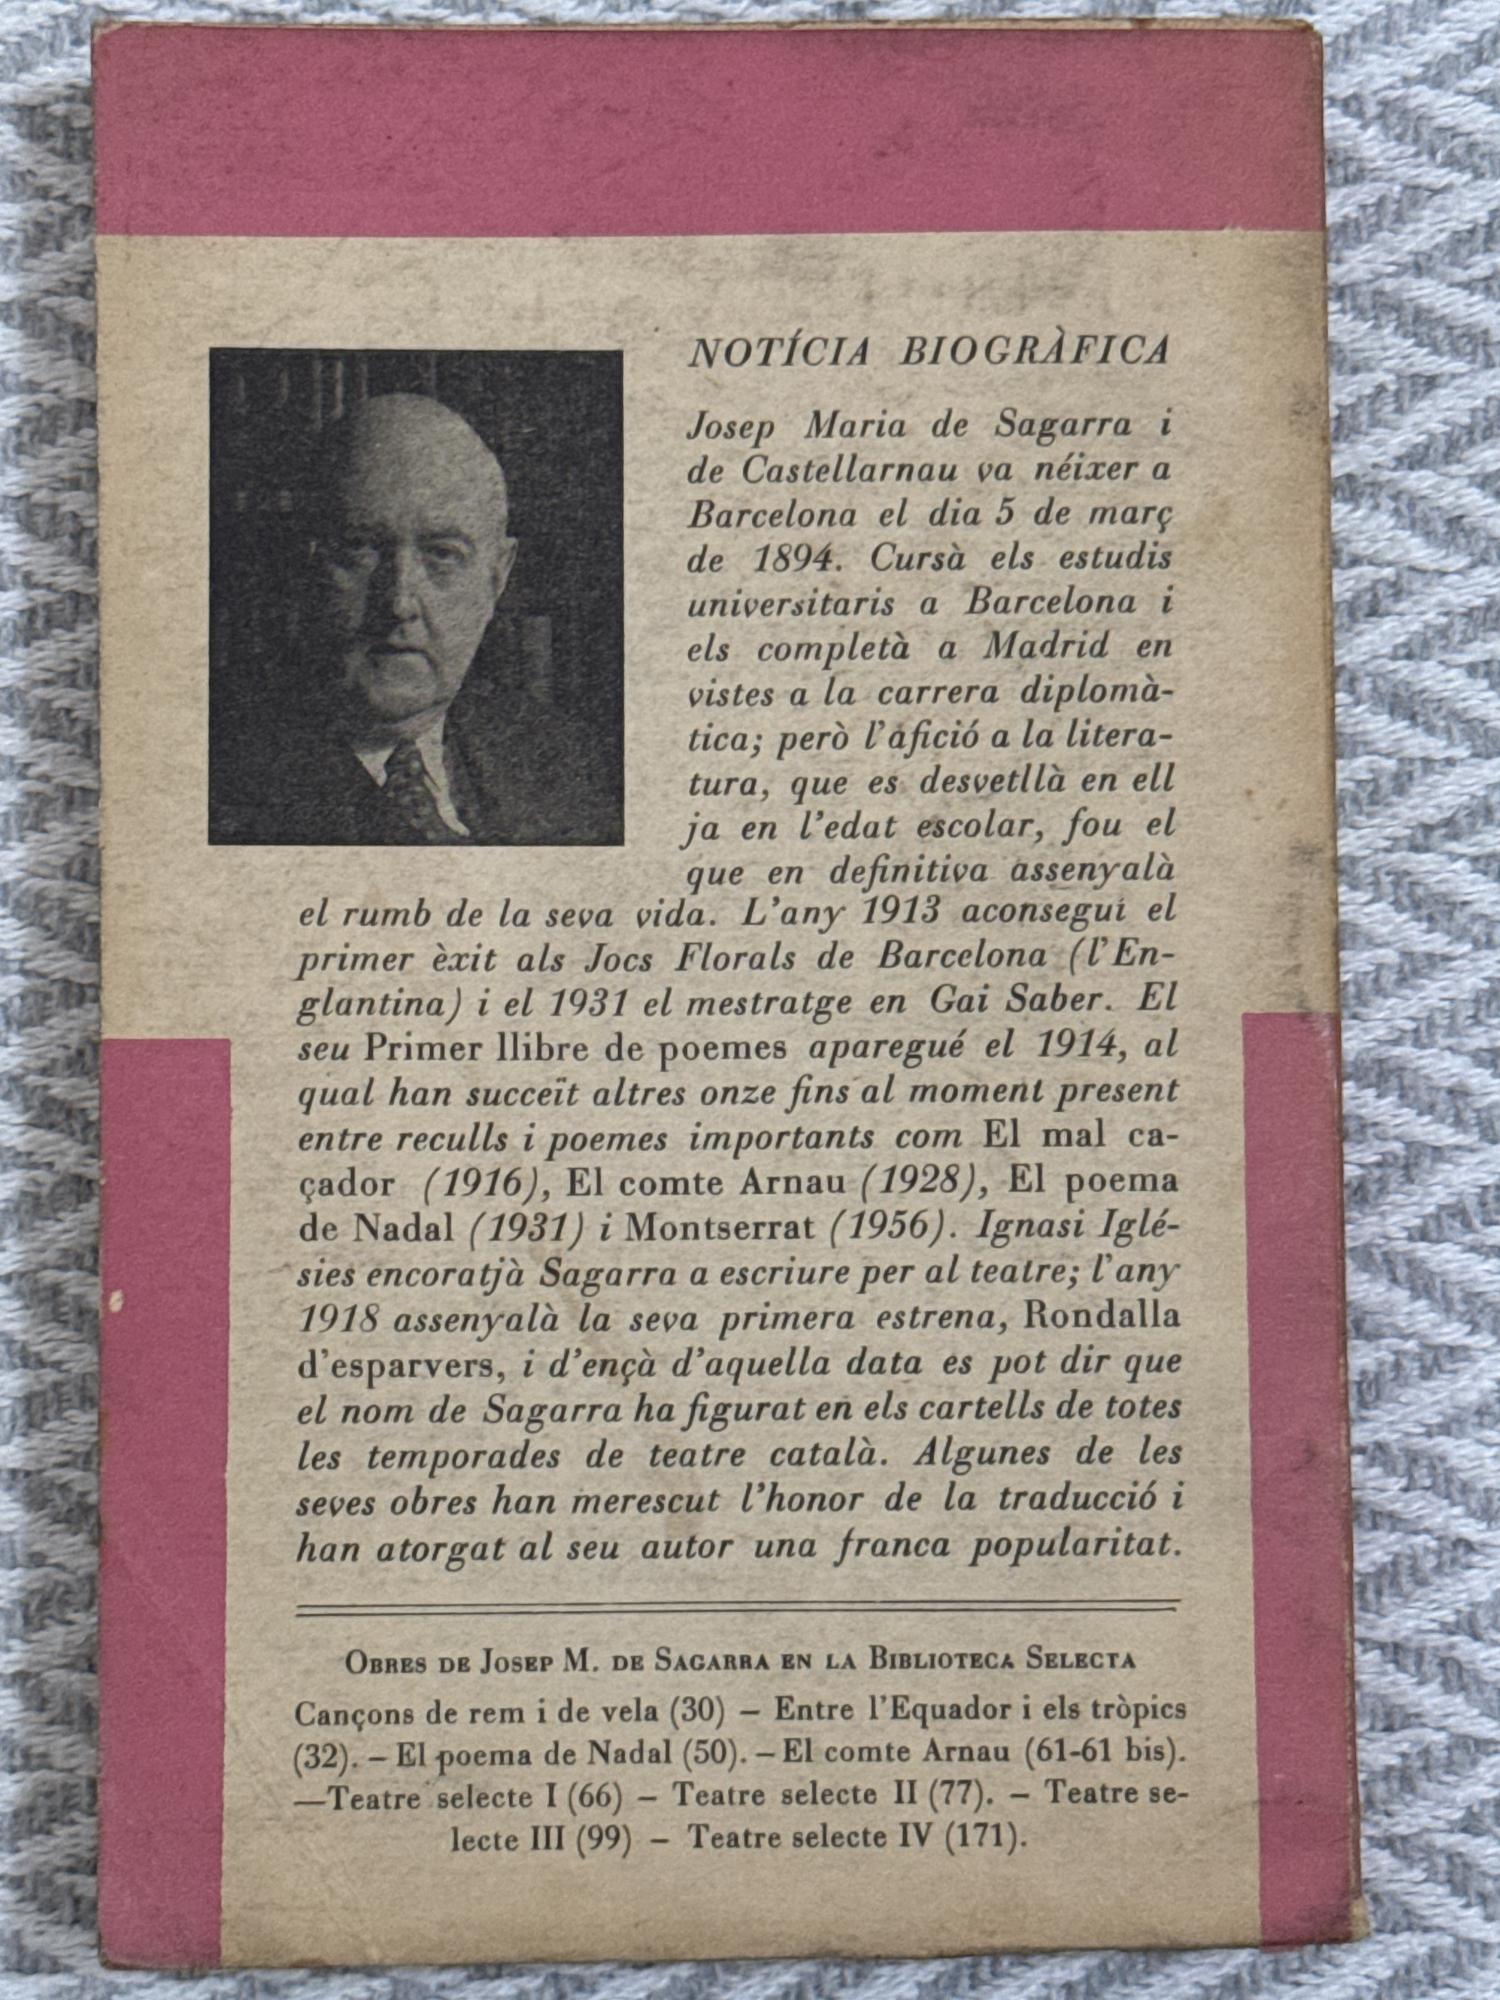 NOTÍCIA BIOGRÀFICA
Josep Maria de Sagarra i
de Castellarnau va néixer a
Barcelona el dia 5 de març
de 1894. Cursà els estudis
universitaris a Barcelona i
els completà a Madrid en
vistes a la carrera diplomà-
tica; però l'afició a la litera-
tura, que es desvetllà en ell
ja en l'edat escolar, fou el
que en definitiva assenyalà
el rumb de la seva vida. L'any 1913 aconseguí el
primer èxit als Jocs Florals de Barcelona (l'En-
glantina) i el 1931 el mestratge en Gai Saber. El
seu Primer llibre de poemes aparegué el 1914, al
qual han succeït altres onze fins al moment present
entre reculls i poemes importants com El mal ca-
çador (1916), El comte Arnau (1928), El poema
de Nadal (1931) i Montserrat (1956). Ignasi Iglé-
sies encoratjà Sagarra a escriure per al teatre; l'any
1918 assenyalà la seva primera estrena, Rondalla
d'esparvers, i d'ençà d'aquella data es pot dir que
el nom de Sagarra ha figurat en els cartells de totes
les temporades de teatre català. Algunes de les
seves obres han merescut l'honor de la traducció i
han atorgat al seu autor una franca popularitat.
OBRES DE JOSEP M. DE SAGARRA EN LA BIBLIOTECA SELECTA
Cançons de rem i de vela (30) — Entre l'Equador i els tròpics
(32). — El poema de Nadal (50). — El comte Arnau (61-61 bis).
—Teatre selecte I (66) — Teatre selecte II (77). — Teatre se-
lecte III (99) — Teatre selecte IV (171).